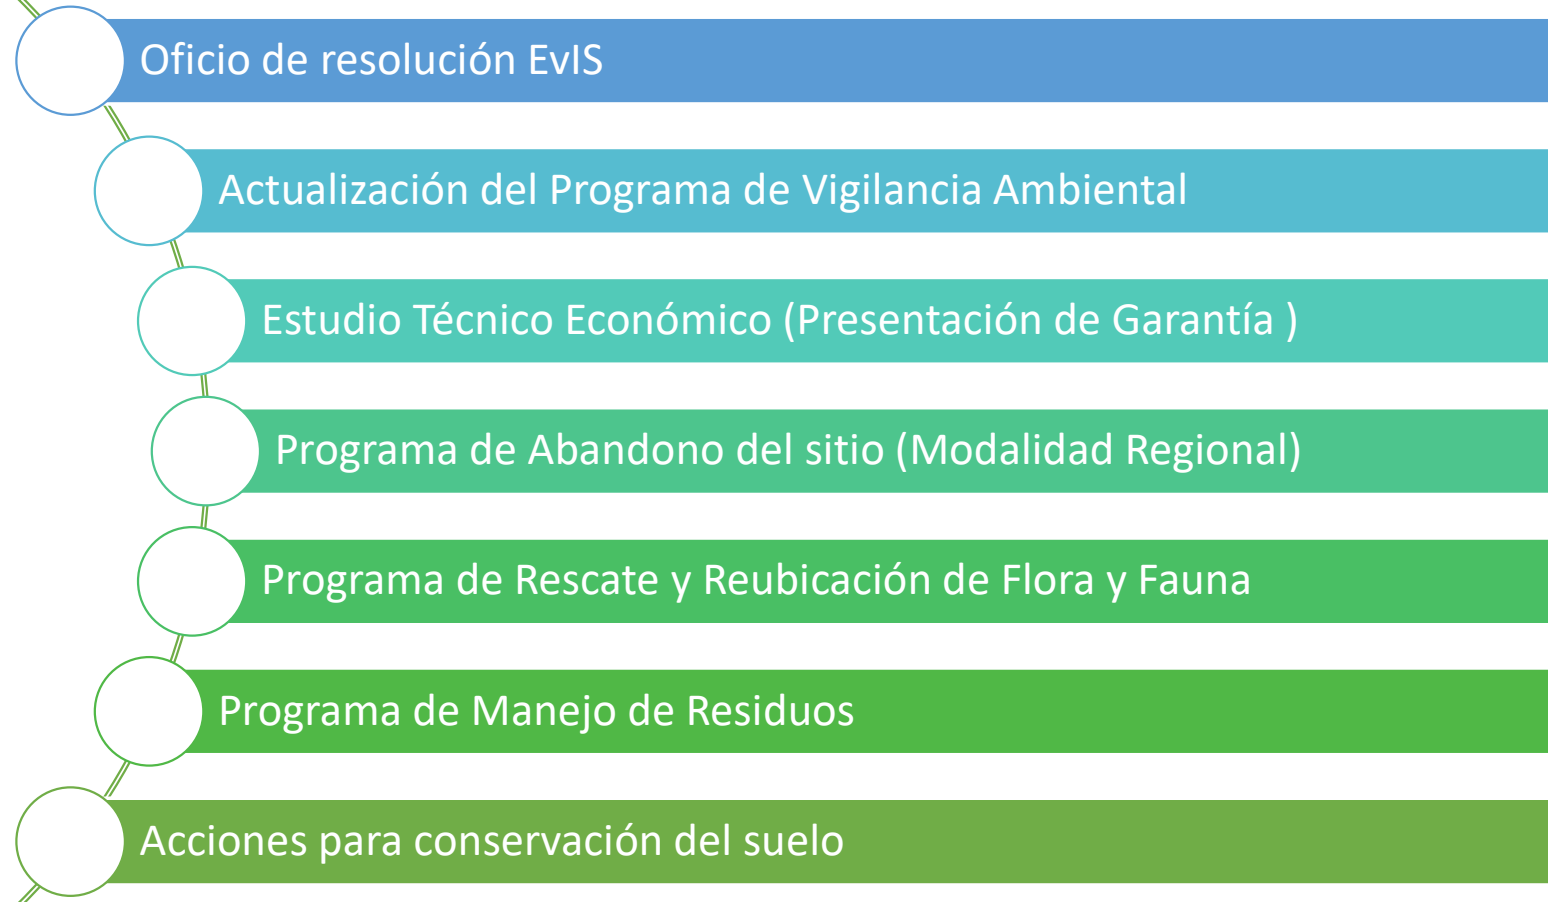 Oficio de resolución EvIS
Actualización del Programa de Vigilancia Ambiental
Estudio Técnico Económico (Presentación de Garantía )
Programa de Abandono del sitio (Modalidad Regional)
Programa de Rescate y Reubicación de Flora y Fauna
Programa de Manejo de Residuos
Acciones para conservación del suelo